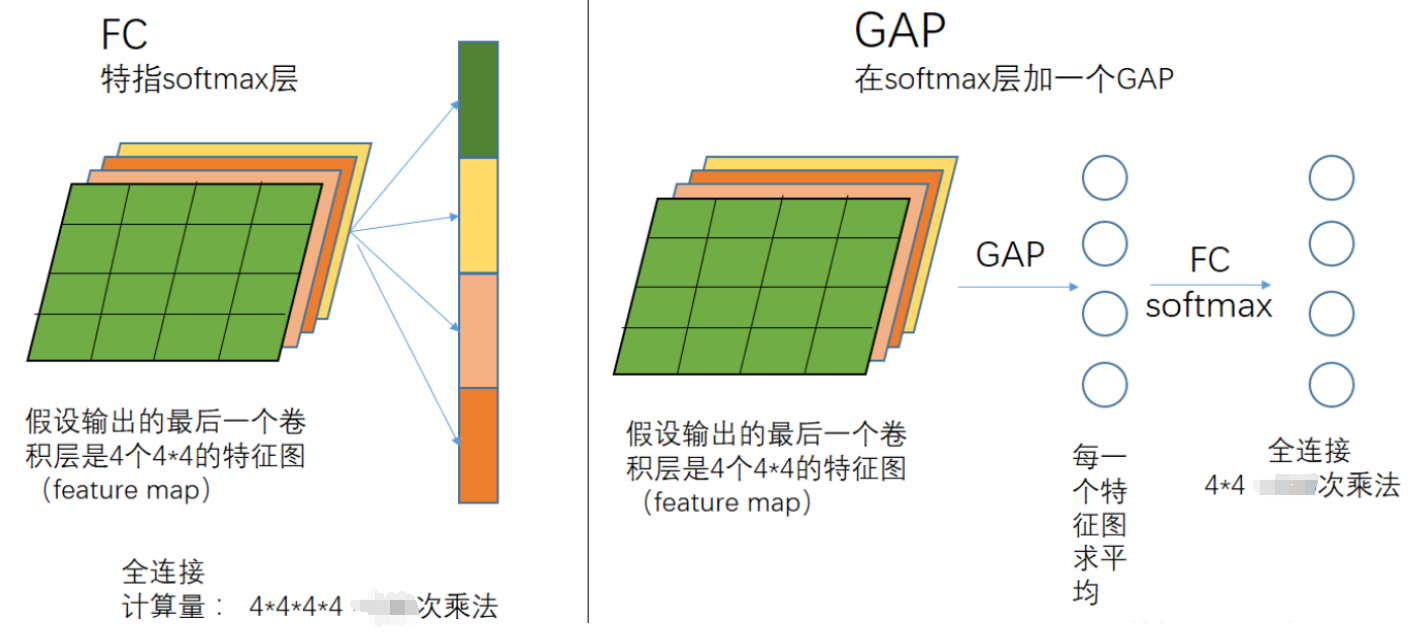 FC
特指softmax层
假设输出的最后一个卷
积层是4个4*4的特征图
（feature map）
全连接
计算量： 4*4*4*4 次乘法
GAP
在softmax层加一个GAP
GAP
FC
softmax
假设输出的最后一个卷
积层是4个4*4的特征图
（feature map）
每一
个特
征图
求平
均
全连接
4*4 次乘法